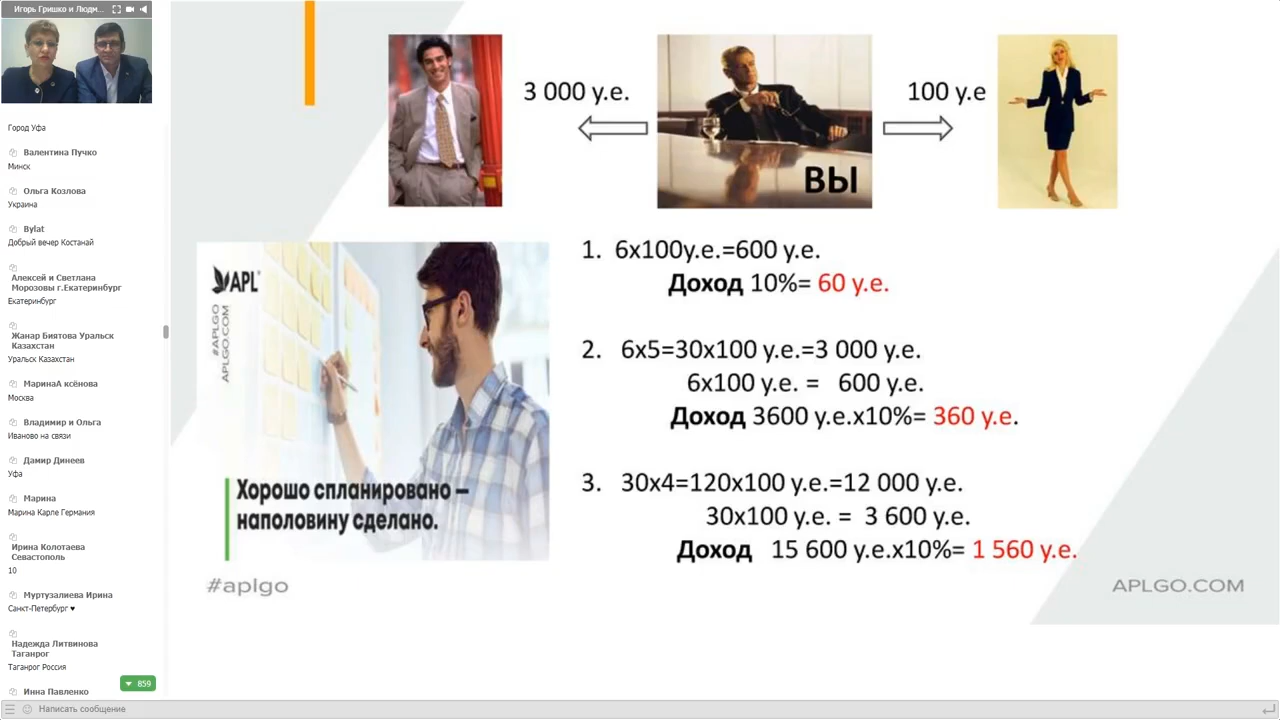 Игорь Гришко и Людм...
Город Уфа
Валентина Пучко
Минск
Ольга Козлова
Украина
Bylat
Добрый вечер Костанай
Алексей и Светлана
Морозовы г.Екатеринбург
Екатеринбург
Жанар Биятова Уральск
Казахстан
Уральск Казахстан
МаринаА ксёнова
Москва
Владимир и Ольга
Иваново на связи
Дамир Динеев
Уфа
Марина
Марина Карле Германия
Ирина Колотаева
Севастополь
10
Муртузалиева Ирина
Санкт-Петербург ♥
Надежда Литвинова
Таганрог
Таганрог Россия
Инна Павленко
859
Написать сообщение
3 000 у.е.
ВЫ
100 у.е
APL
#APLGO
APLGO.COM
Хорошо спланировано –
наполовину сделано.
#aplgo
1. 6х100у.е.=600 у.е.
Доход 10%= 60 у.е.
2. 6х5=30х100 у.е.=3 000 у.е.
6х100 у.е. = 600 у.е.
Доход 3600 у.е.х10%= 360 у.е.
3. 30х4=120х100 у.е.=12 000 у.е.
30х100 у.е. = 3 600 у.е.
Доход 15 600 у.е.х10%= 1 560 у.е.
APLGO.COM